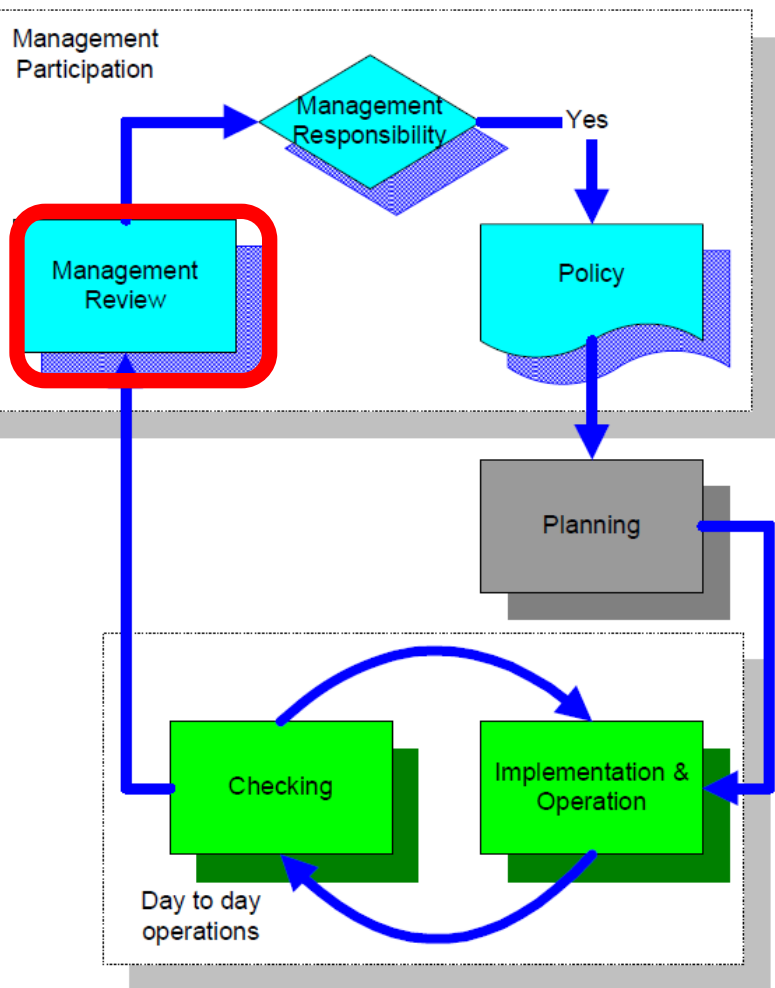 Management
Participation
Management
Responsibility
Yes
Management
Review
Policy
Planning
Checking
Implementation &
Operation
Day to day
operations